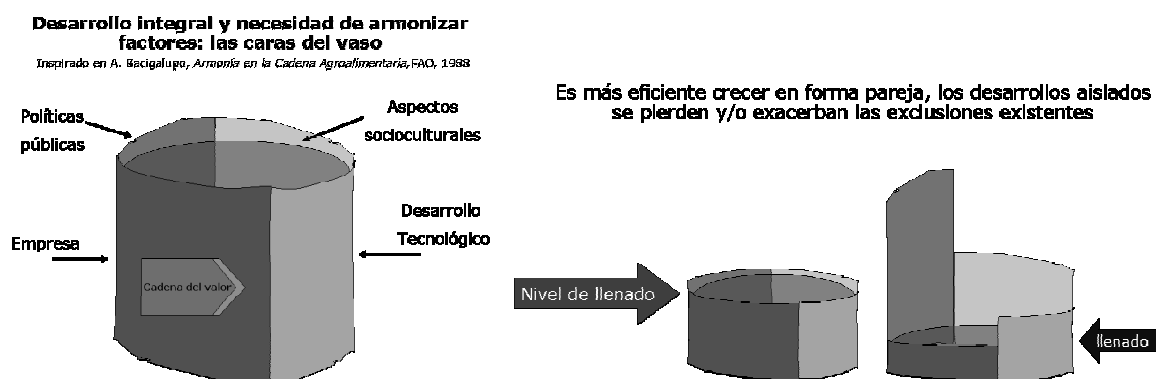 Desarrollo integral y necesidad de armonizar
factores: las caras del vaso
Inspirado en A. Bacigalupo, Armonía en la Cadena Agroalimentaria, FAO, 1988
Políticas
públicas
Aspectos
socioculturales
Empresa
Desarrollo
Tecnológico
Cadena del valor
Es más eficiente crecer en forma pareja, los desarrollos aislados
se pierden y/o exacerban las exclusiones existentes
Nivel de llenado
llenado